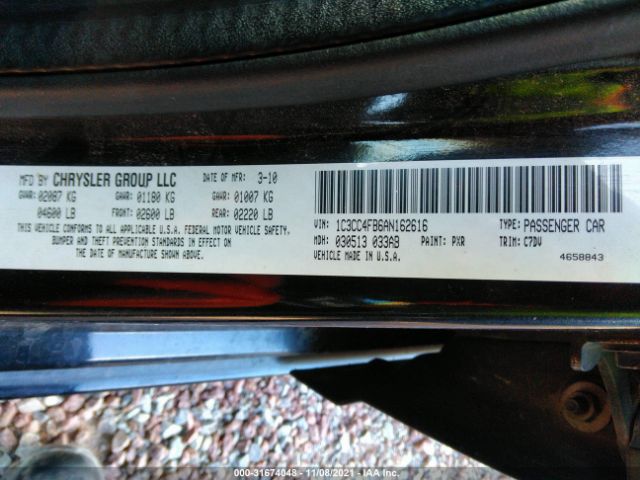 MFD BY CHRYSLER GROUP LLC DATE OF MFR: 3-10
GVWR: 02087 KG GAWR: 01180 KG GAWR: 01007 KG
04600 LB FRONT: 02600 LB REAR: 02220 LB
THIS VEHICLE CONFORMS TO ALL APPLICABLE U.S.A. FEDERAL MOTOR VEHICLE SAFETY,
BUMPER AND THEFT PREVENTION STANDARDS IN EFFECT ON
THE DATE OF MANUFACTURE SHOWN ABOVE.
VIN: 1C3CC4FB6AN162616 TYPE: PASSENGER CAR
MDH: 030513 033AB PAINT: PXR TRIM: C7DV
VEHICLE MADE IN U.S.A. 4658843
000-31674048 - 11/08/2021 - IAA Inc.